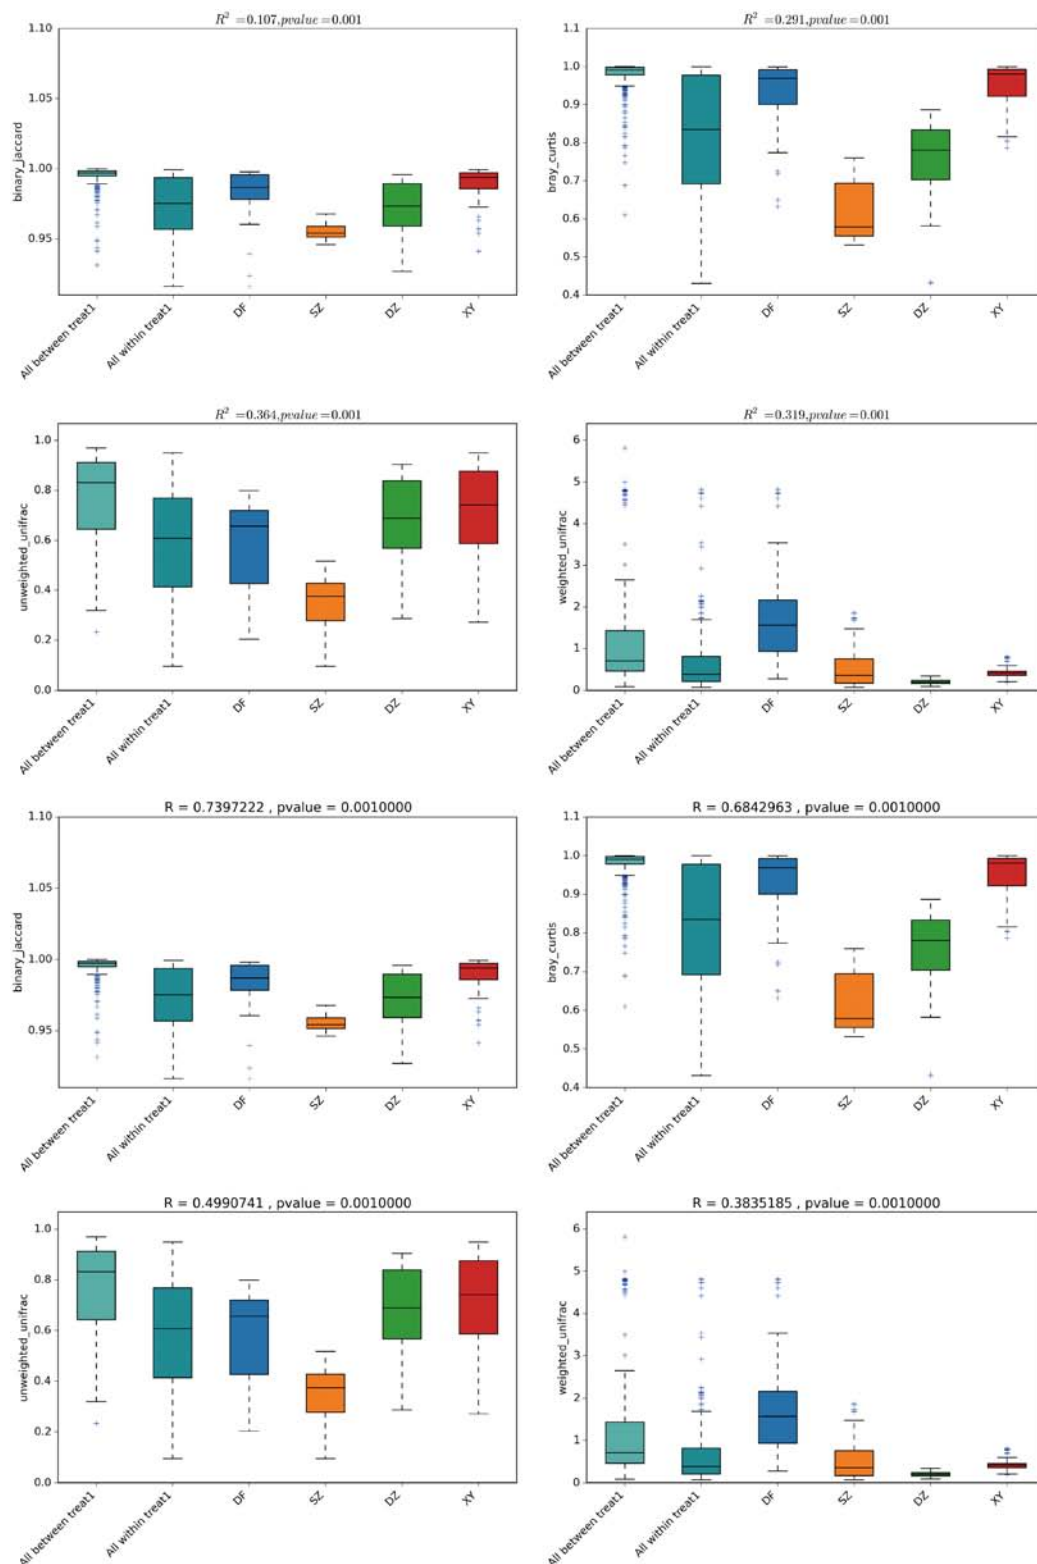 R² =0.107, pvalue=0.001
1.10
1.05
1.00
0.95
binary_jaccard
All between treat1
All within treat1
DF
SZ
DZ
XY
R² =0.291, pvalue=0.001
1.1
1.0
0.9
0.8
0.7
0.6
0.5
0.4
bray_curtis
All between treat1
All within treat1
DF
SZ
DZ
XY
R² =0.364, pvalue=0.001
1.0
0.8
0.6
0.4
0.2
0.0
unweighted_unifrac
All between treat1
All within treat1
DF
SZ
DZ
XY
R² =0.319, pvalue=0.001
6
5
4
3
2
1
0
weighted_unifrac
All between treat1
All within treat1
DF
SZ
DZ
XY
R = 0.7397222 , pvalue = 0.0010000
1.10
1.05
1.00
0.95
binary_jaccard
All between treat1
All within treat1
DF
SZ
DZ
XY
R = 0.6842963 , pvalue = 0.0010000
1.1
1.0
0.9
0.8
0.7
0.6
0.5
0.4
bray_curtis
All between treat1
All within treat1
DF
SZ
DZ
XY
R = 0.4990741 , pvalue = 0.0010000
1.0
0.8
0.6
0.4
0.2
0.0
unweighted_unifrac
All between treat1
All within treat1
DF
SZ
DZ
XY
R = 0.3835185 , pvalue = 0.0010000
6
5
4
3
2
1
0
weighted_unifrac
All between treat1
All within treat1
DF
SZ
DZ
XY